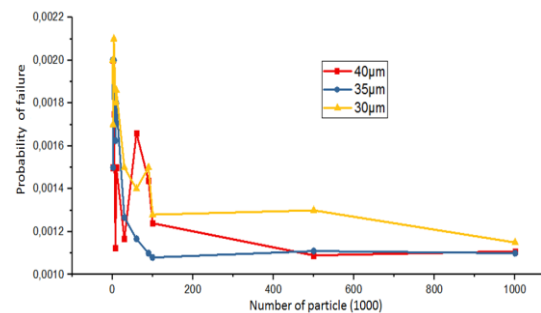 0,0022
0,0020
0,0018
0,0016
0,0014
0,0012
0,0010
Probability of failure
40µm
35µm
30µm
0 200 400 600 800 1000
Number of particle (1000)